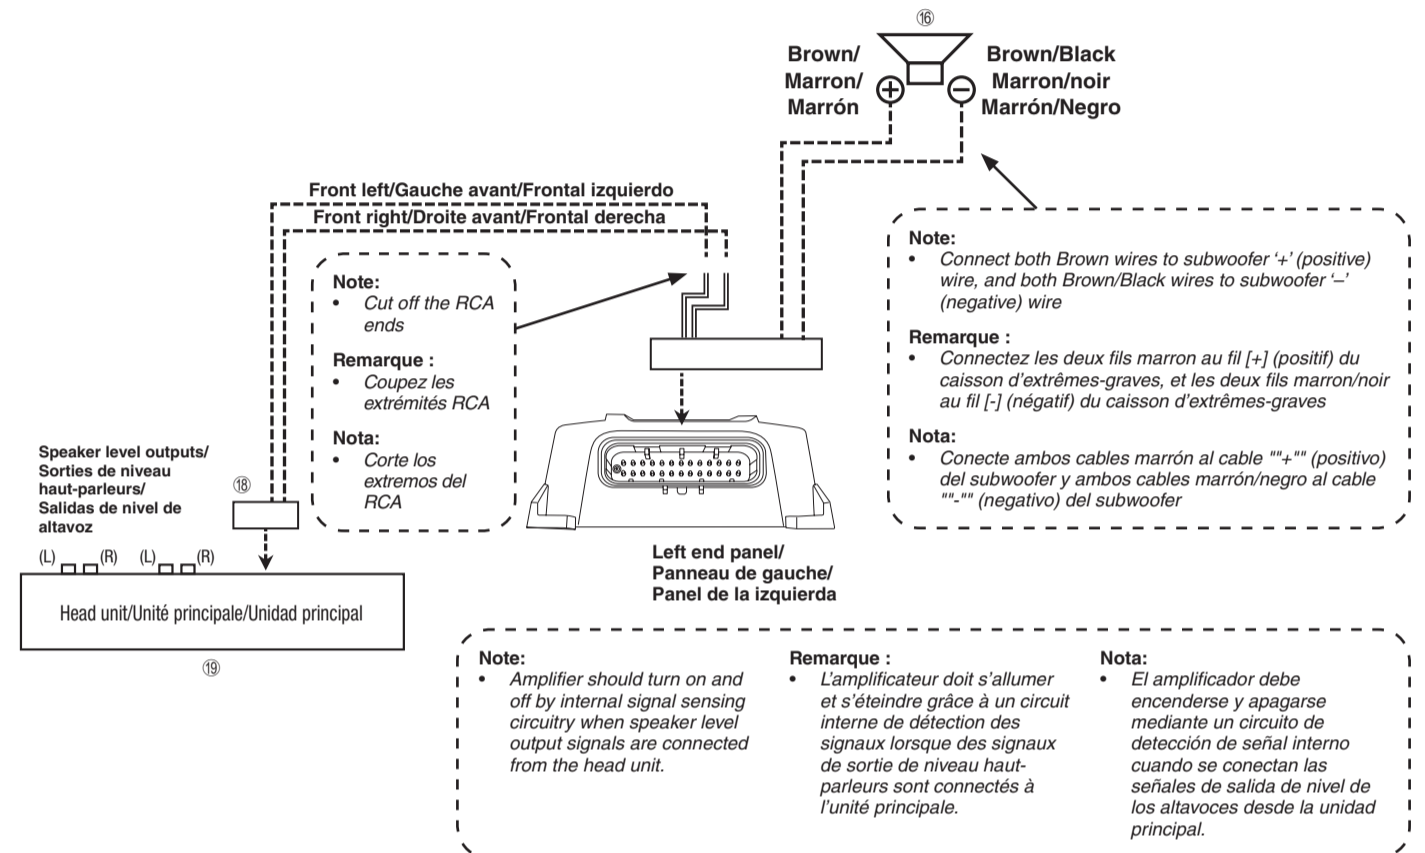 ⑯
Brown/
Marron/
Marrón
+
−
Brown/Black
Marron/noir
Marrón/Negro
Front left/Gauche avant/Frontal izquierdo
Front right/Droite avant/Frontal derecha
Note:
• Cut off the RCA
ends
Remarque :
• Coupez les
extrémités RCA
Nota:
• Corte los
extremos del
RCA
Note:
• Connect both Brown wires to subwoofer ‘+’ (positive)
wire, and both Brown/Black wires to subwoofer ‘–’
(negative) wire
Remarque :
• Connectez les deux fils marron au fil [+] (positif) du
caisson d’extrêmes-graves, et les deux fils marron/noir
au fil [-] (négatif) du caisson d’extrêmes-graves
Nota:
• Conecte ambos cables marrón al cable ""+"" (positivo)
del subwoofer y ambos cables marrón/negro al cable
""-"" (negativo) del subwoofer
Speaker level outputs/
Sorties de niveau
haut-parleurs/
Salidas de nivel de
altavoz
⑱
(L) (R) (L) (R)
Head unit/Unité principale/Unidad principal
⑲
Left end panel/
Panneau de gauche/
Panel de la izquierda
Note:
• Amplifier should turn on and
off by internal signal sensing
circuitry when speaker level
output signals are connected
from the head unit.
Remarque :
• L’amplificateur doit s’allumer
et s’éteindre grâce à un circuit
interne de détection des
signaux lorsque des signaux
de sortie de niveau haut-
parleurs sont connectés à
l’unité principale.
Nota:
• El amplificador debe
encenderse y apagarse
mediante un circuito de
detección de señal interno
cuando se conectan las
señales de salida de nivel de
los altavoces desde la unidad
principal.